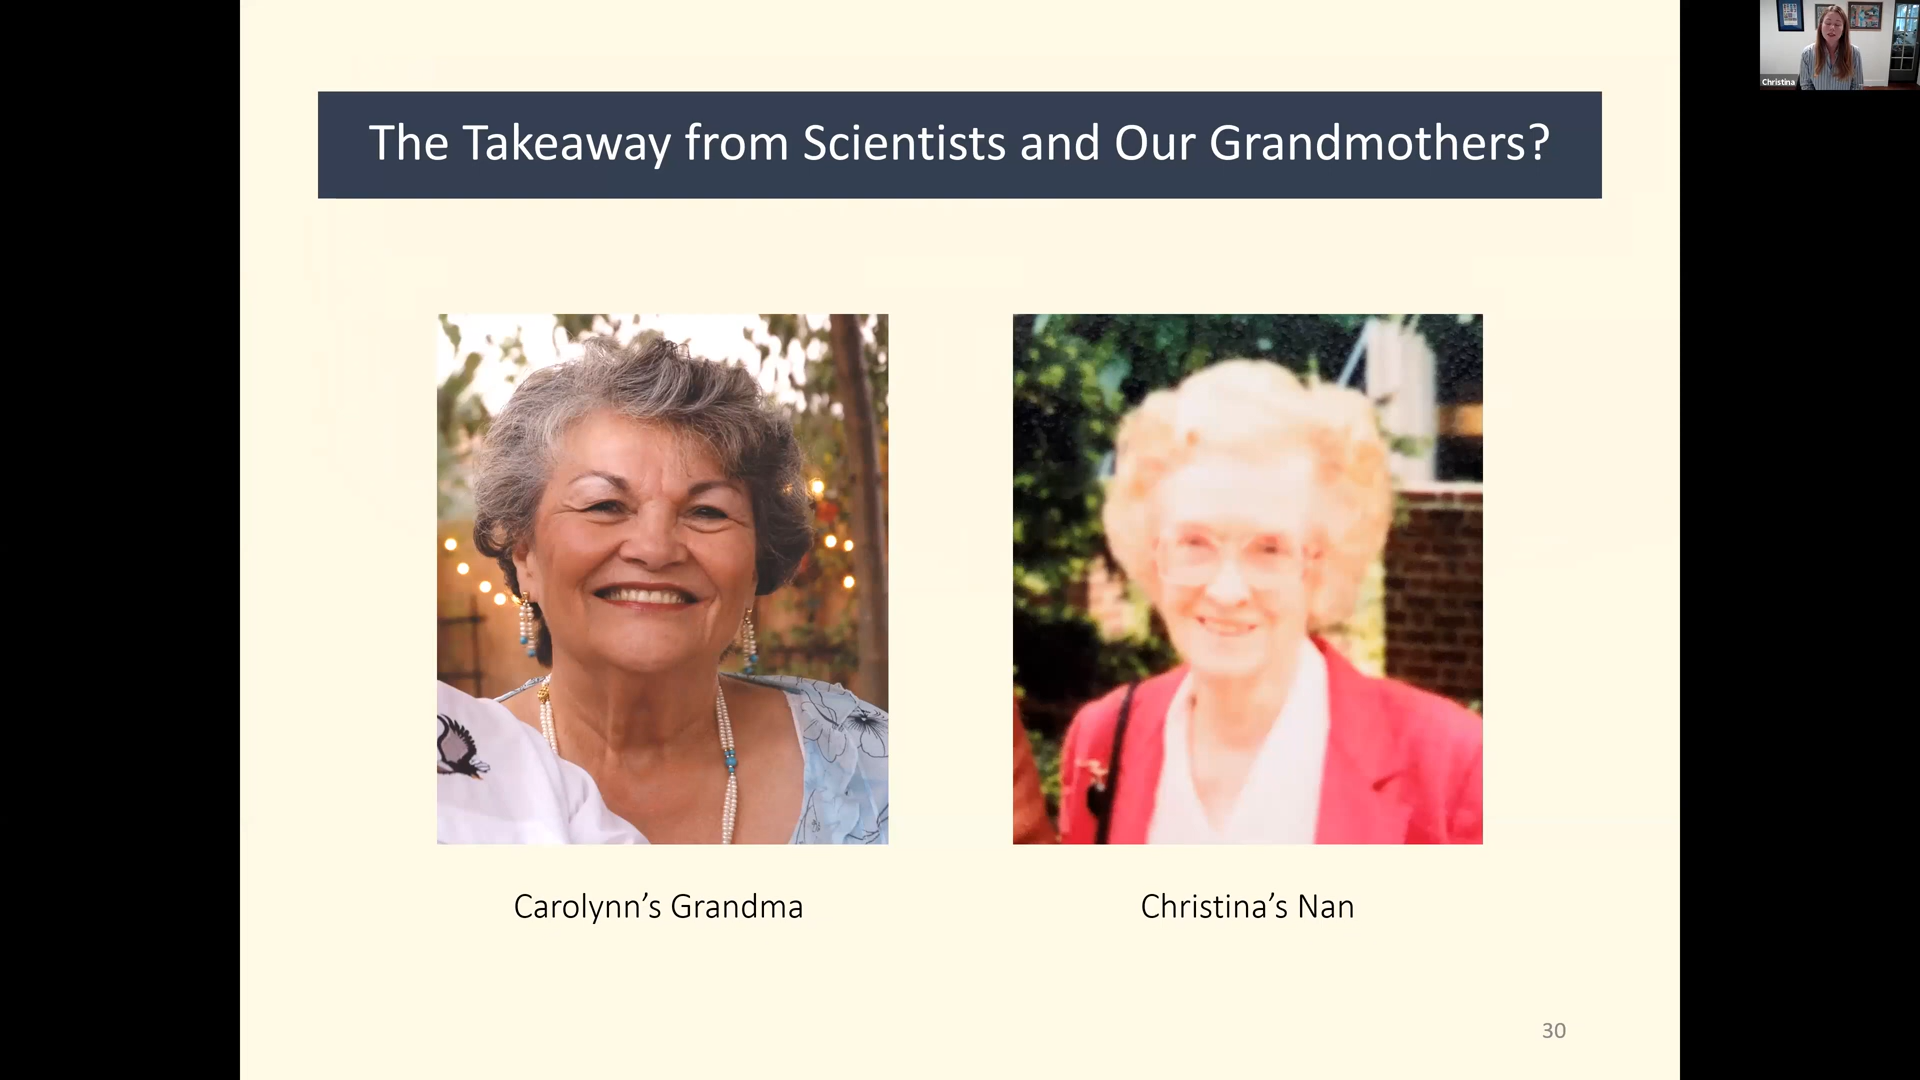 The Takeaway from Scientists and Our Grandmothers?
Christina
Carolynn’s Grandma
Christina’s Nan
30